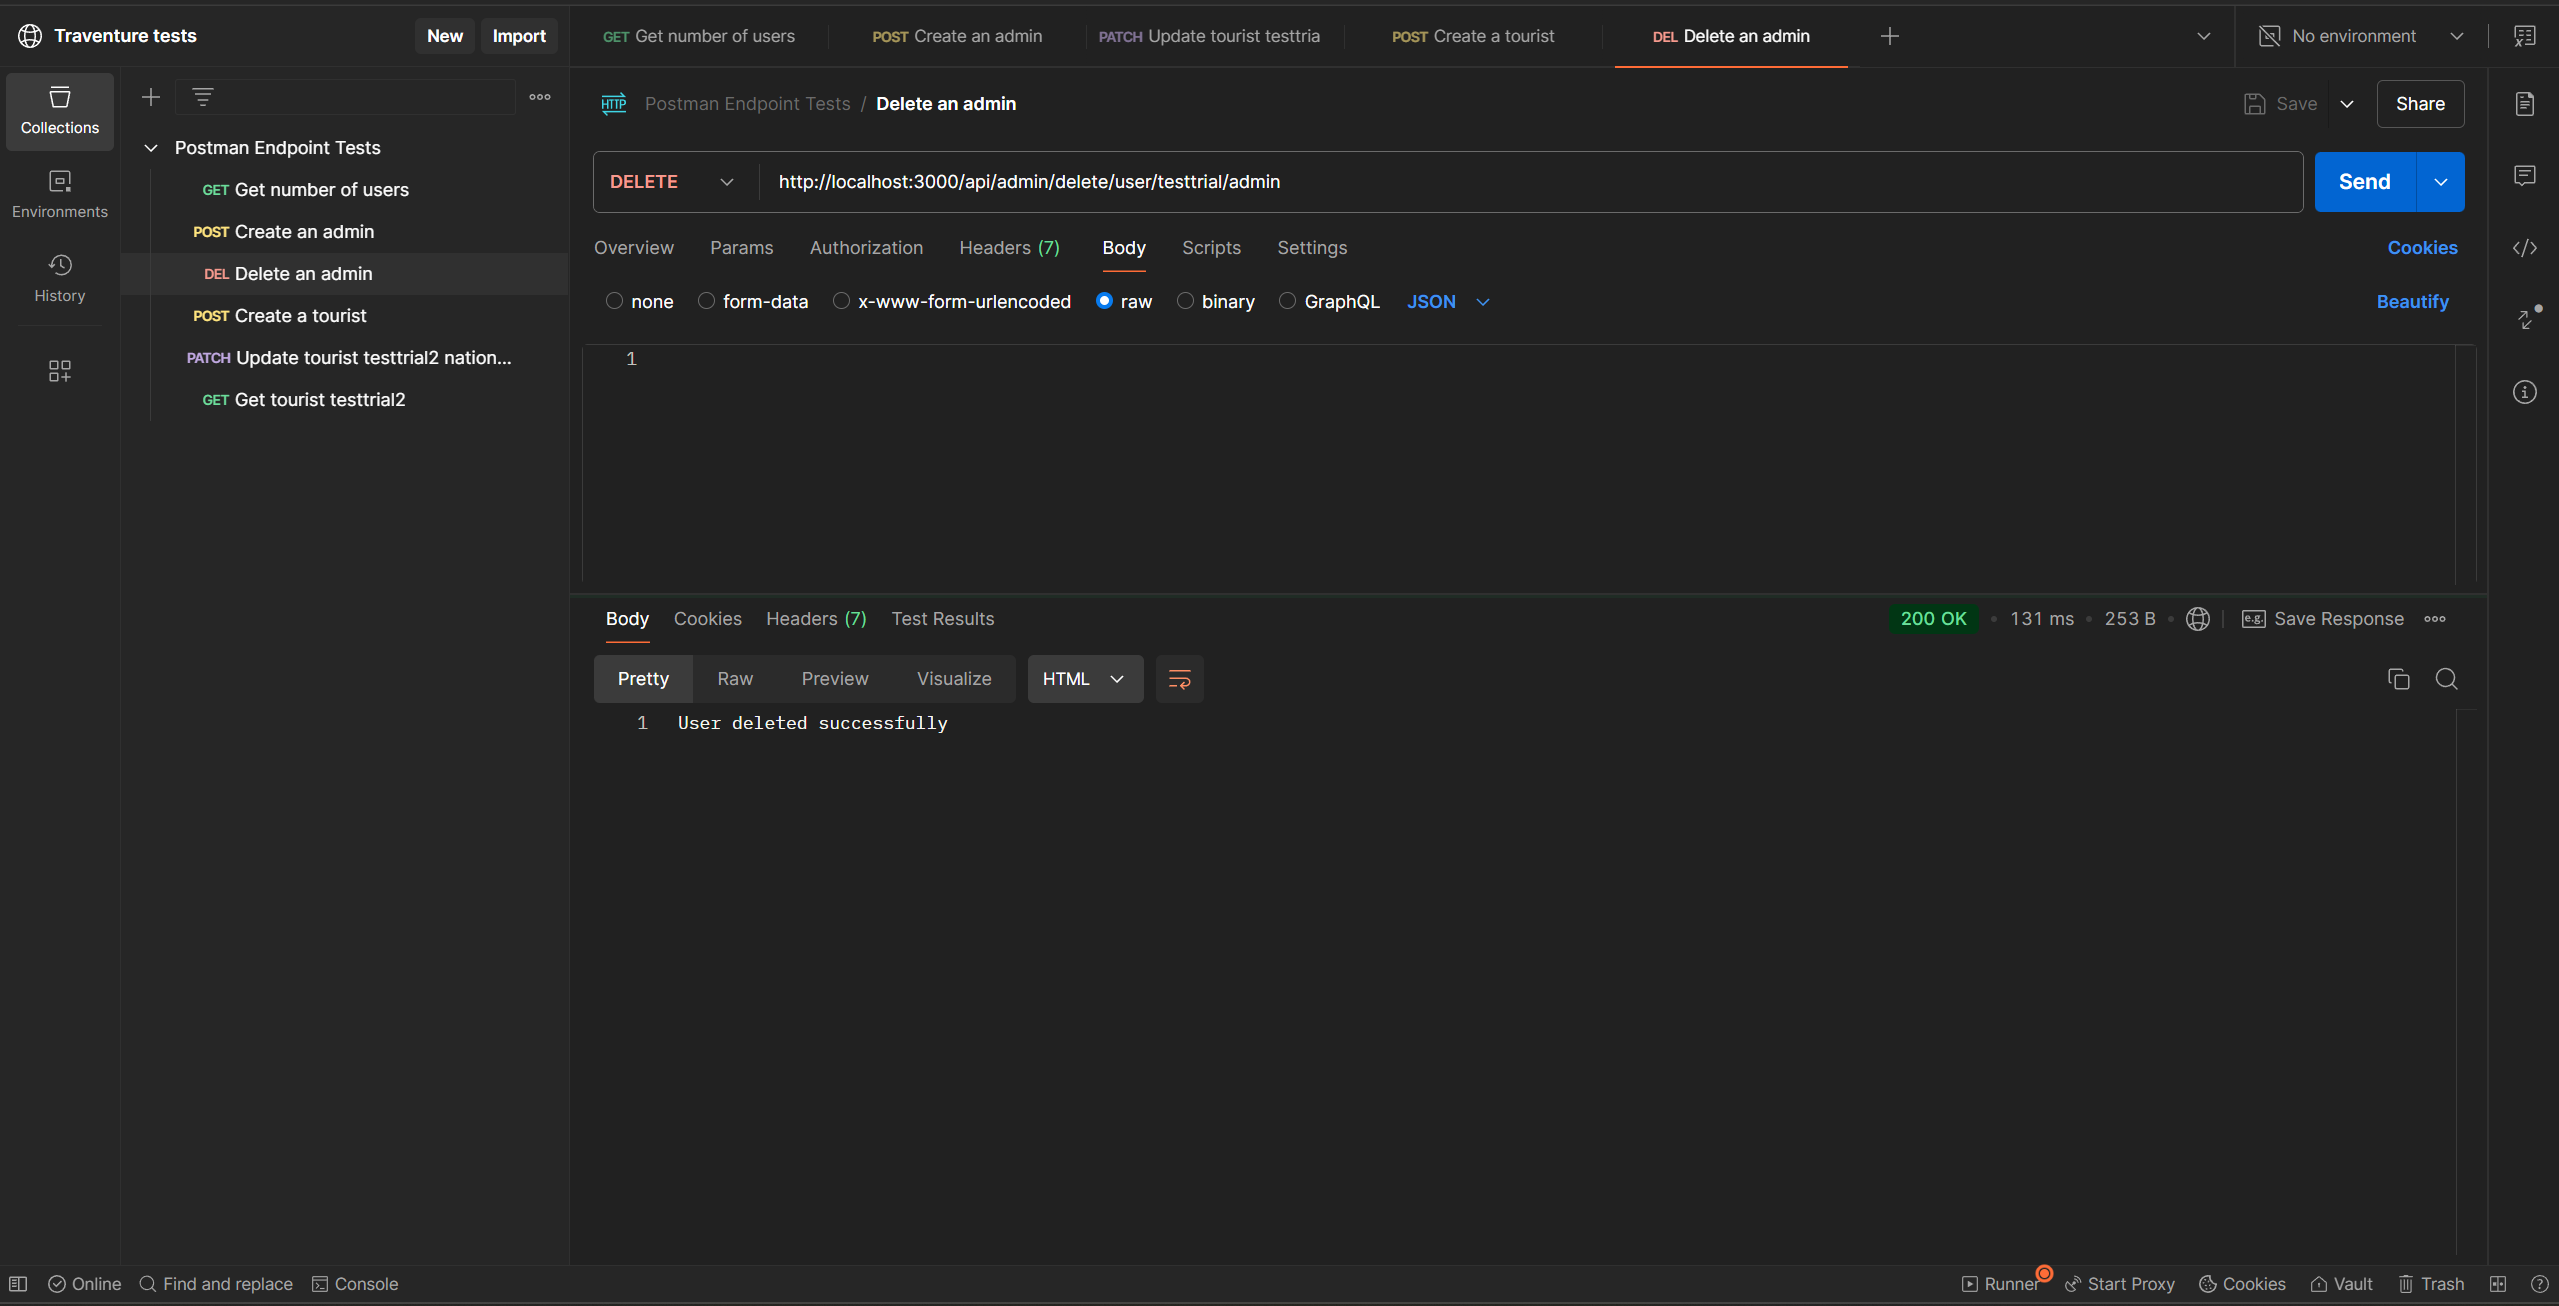 Traventure tests
New
Import
GET Get number of users
POST Create an admin
PATCH Update tourist testtria
POST Create a tourist
DEL Delete an admin
No environment
Collections
Environments
History
Postman Endpoint Tests
GET Get number of users
POST Create an admin
DEL Delete an admin
POST Create a tourist
PATCH Update tourist testtrial2 nation...
GET Get tourist testtrial2
HTTP Postman Endpoint Tests / Delete an admin
Save
Share
DELETE http://localhost:3000/api/admin/delete/user/testtrial/admin
Send
Overview Params Authorization Headers (7) Body Scripts Settings
Cookies
none form-data x-www-form-urlencoded raw binary GraphQL JSON
Beautify
1
Body Cookies Headers (7) Test Results
200 OK • 131 ms • 253 B •
e.g. Save Response
Pretty Raw Preview Visualize HTML
1 User deleted successfully
Online Find and replace Console
Runner Start Proxy Cookies Vault Trash